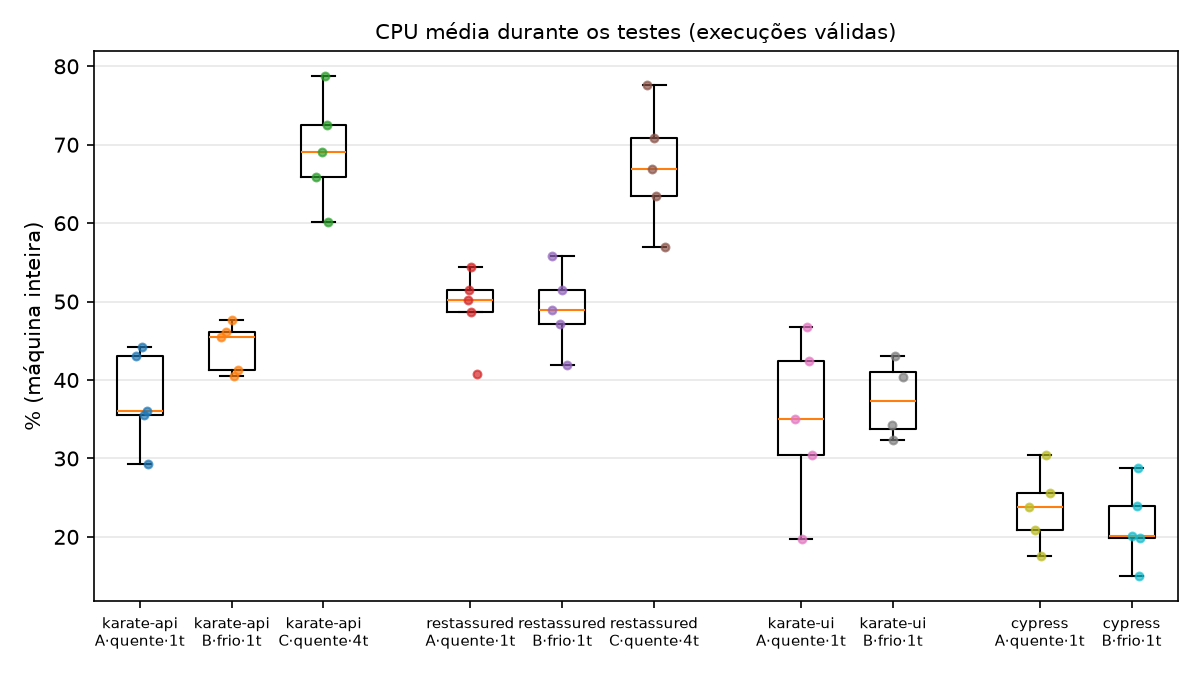 CPU média durante os testes (execuções válidas)
% (máquina inteira)
80
70
60
50
40
30
20
karate-api karate-api karate-api restassured restassured restassured karate-ui karate-ui cypress cypress
A·quente·1t B·frio·1t C·quente·4t A·quente·1t B·frio·1t C·quente·4t A·quente·1t B·frio·1t A·quente·1t B·frio·1t